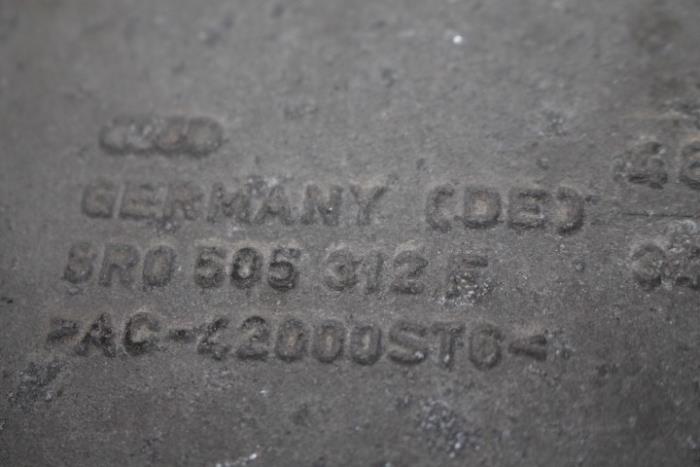 GERMANY (DE)
8R0 505 312 F
>AC-42000ST6<